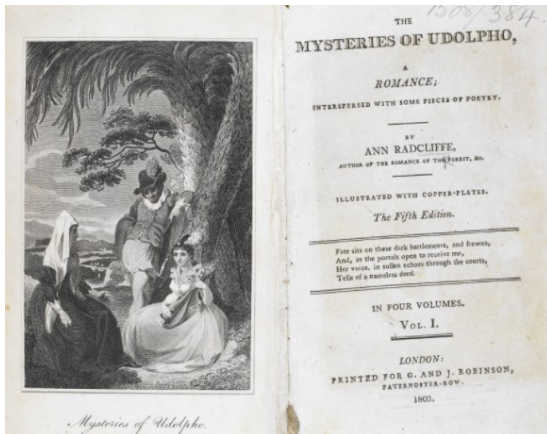 Mysteries of Udolpho.
1508/384.
THE
MYSTERIES OF UDOLPHO,
A
ROMANCE;
INTERSPERSED WITH SOME PIECES OF POETRY.
BY
ANN RADCLIFFE,
AUTHOR OF THE ROMANCE OF THE FOREST, &c.
ILLUSTRATED WITH COPPER-PLATES.
The Fifth Edition.
Fate sits on these dark battlements, and frowns,
And, as the portals open to receive me,
Her voice, in sullen echoes through the courts,
Tells of a nameless deed.
IN FOUR VOLUMES.
VOL. I.
LONDON:
PRINTED FOR G. AND J. ROBINSON,
PATERNOSTER-ROW.
1803.